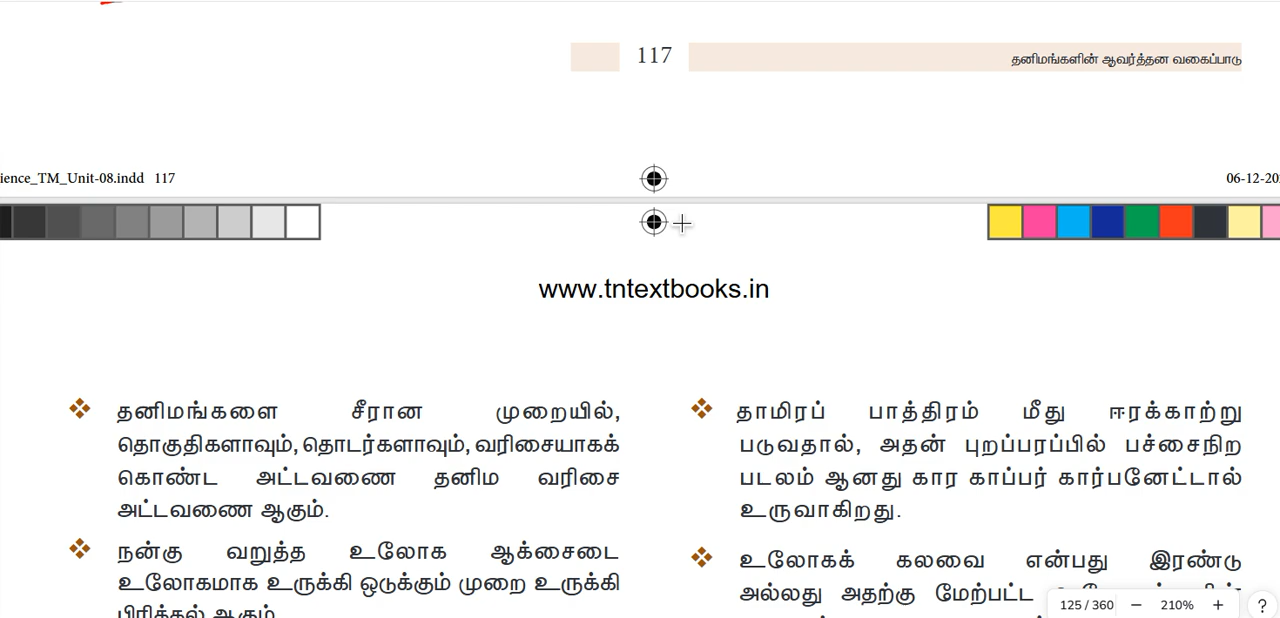 117
தனிமங்களின் ஆவர்த்தன வகைப்பாடு
ience_TM_Unit-08.indd 117
06-12-20
www.tntextbooks.in
தனிமங்களை சீரான முறையில்,
தொகுதிகளாவும், தொடர்களாவும், வரிசையாகக்
கொண்ட அட்டவணை தனிம வரிசை
அட்டவணை ஆகும்.
நன்கு வறுத்த உலோக ஆக்சைடை
உலோகமாக உருக்கி ஒடுக்கும் முறை உருக்கி
பிரித்தல் ஆகும்.
தாமிரப் பாத்திரம் மீது ஈரக்காற்று
படுவதால், அதன் புறப்பரப்பில் பச்சைநிற
படலம் ஆனது கார காப்பர் கார்பனேட்டால்
உருவாகிறது.
உலோகக் கலவை என்பது இரண்டு
அல்லது அதற்கு மேற்பட்ட
125 / 360 − 210% + ?